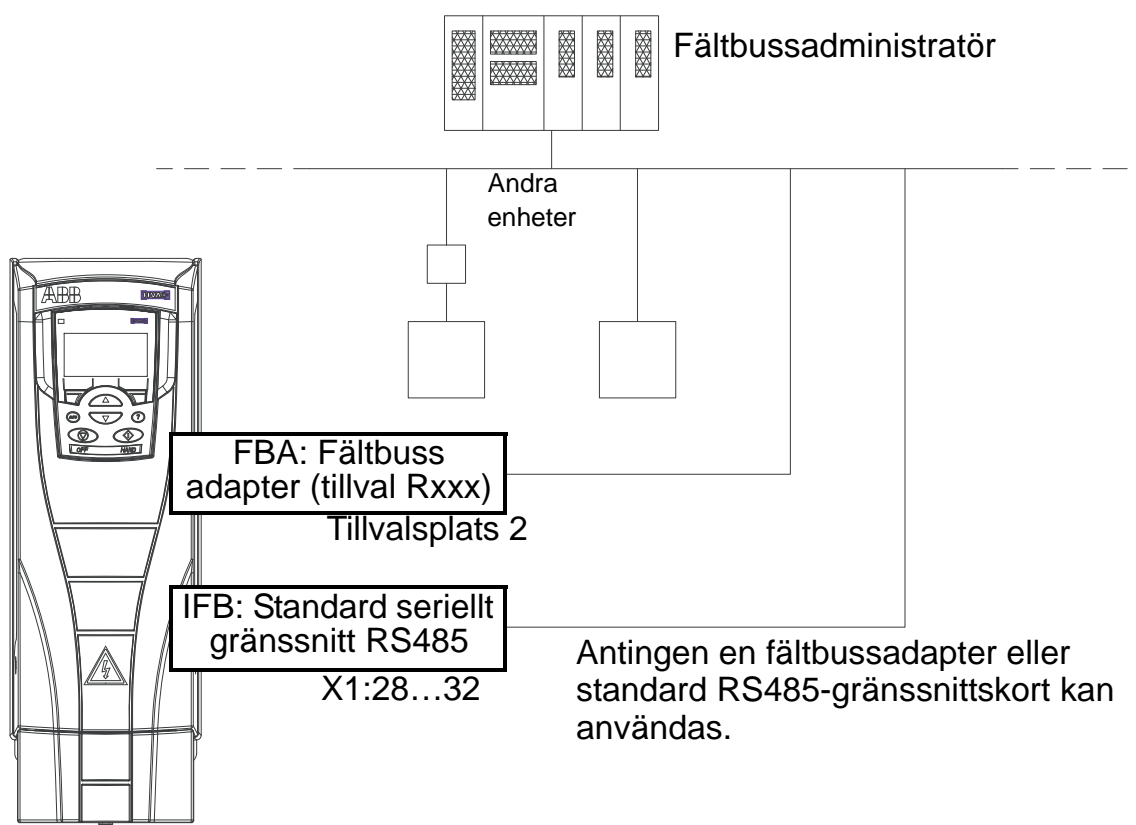 Fältbussadministratör
Andra
enheter
ABB
HVAC
OFF
HAND
?
FBA: Fältbuss
adapter (tillval Rxxx)
Tillvalsplats 2
IFB: Standard seriellt
gränssnitt RS485
X1:28…32
Antingen en fältbussadapter eller
standard RS485-gränssnittskort kan
användas.